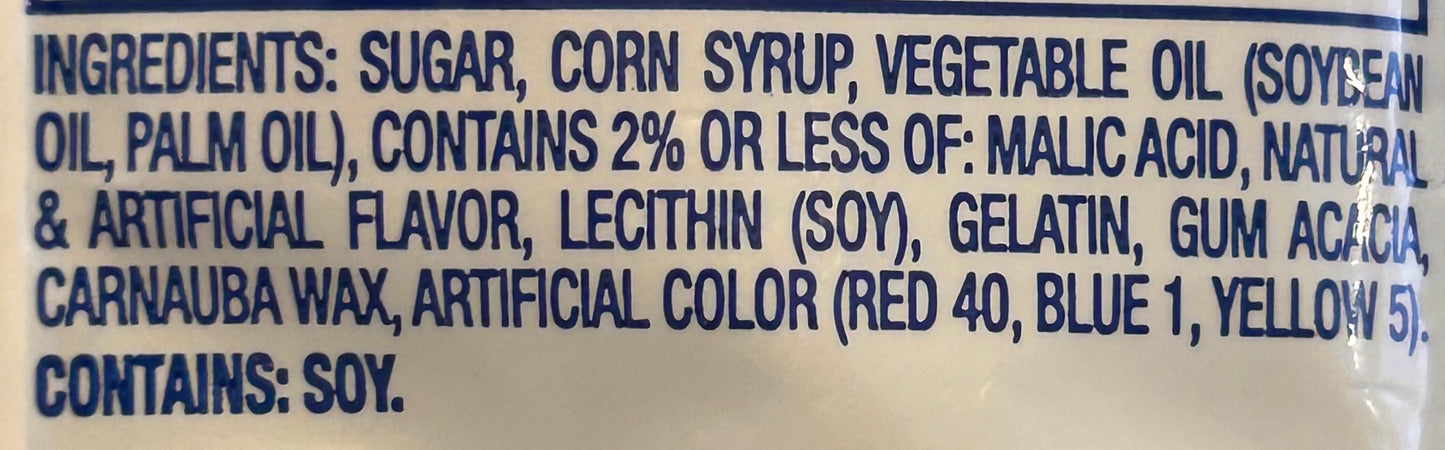 INGREDIENTS: SUGAR, CORN SYRUP, VEGETABLE OIL (SOYBEAN
OIL, PALM OIL), CONTAINS 2% OR LESS OF: MALIC ACID, NATURAL
& ARTIFICIAL FLAVOR, LECITHIN (SOY), GELATIN, GUM ACACIA,
CARNAUBA WAX, ARTIFICIAL COLOR (RED 40, BLUE 1, YELLOW 5).
CONTAINS: SOY.